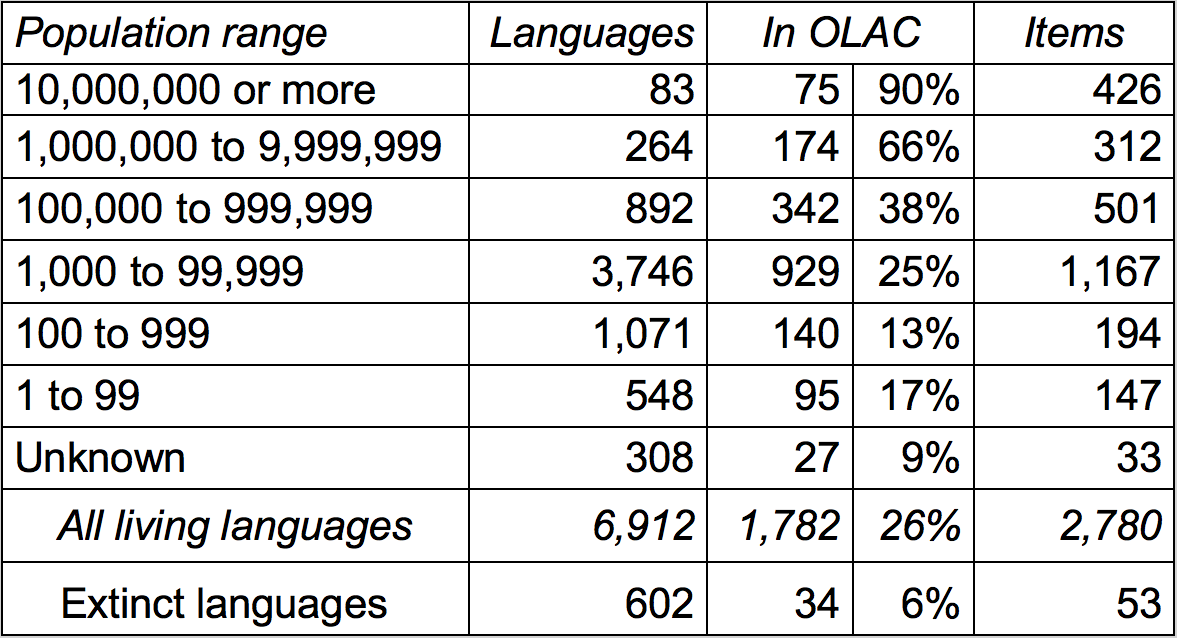 Population range Languages In OLAC Items
10,000,000 or more 83 75 90% 426
1,000,000 to 9,999,999 264 174 66% 312
100,000 to 999,999 892 342 38% 501
1,000 to 99,999 3,746 929 25% 1,167
100 to 999 1,071 140 13% 194
1 to 99 548 95 17% 147
Unknown 308 27 9% 33
All living languages 6,912 1,782 26% 2,780
Extinct languages 602 34 6% 53